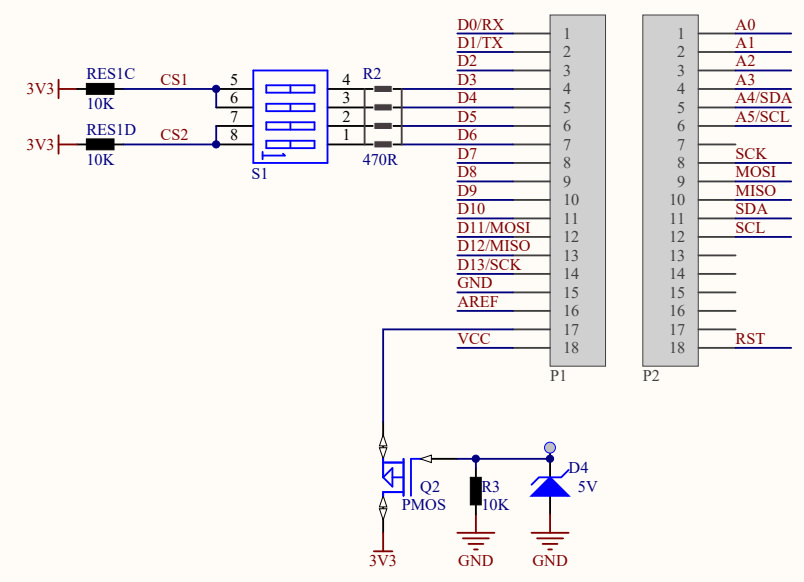 RES1C
3V3
10K
CS1
RES1D
3V3
10K
CS2
5
6
7
8
4
3
2
1
S1
R2
470R
D0/RX
D1/TX
D2
D3
D4
D5
D6
D7
D8
D9
D10
D11/MOSI
D12/MISO
D13/SCK
GND
AREF
VCC
1
2
3
4
5
6
7
8
9
10
11
12
13
14
15
16
17
18
P1
1
2
3
4
5
6
7
8
9
10
11
12
13
14
15
16
17
18
P2
A0
A1
A2
A3
A4/SDA
A5/SCL
SCK
MOSI
MISO
SDA
SCL
RST
Q2
PMOS
3V3
R3
10K
GND
D4
5V
GND